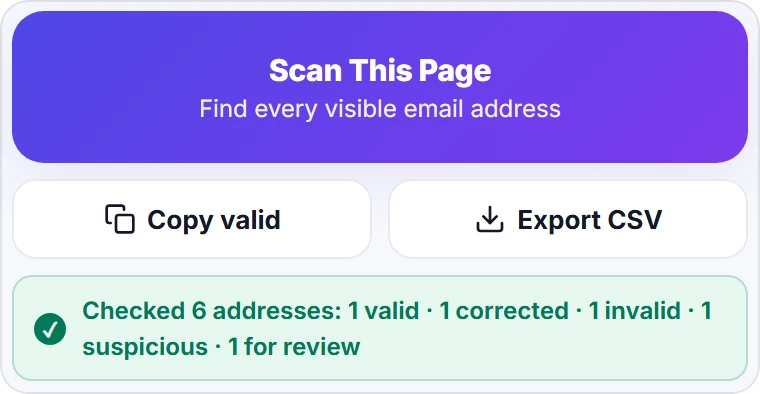 Scan This Page
Find every visible email address
Copy valid
Export CSV
Checked 6 addresses: 1 valid · 1 corrected · 1 invalid · 1
suspicious · 1 for review